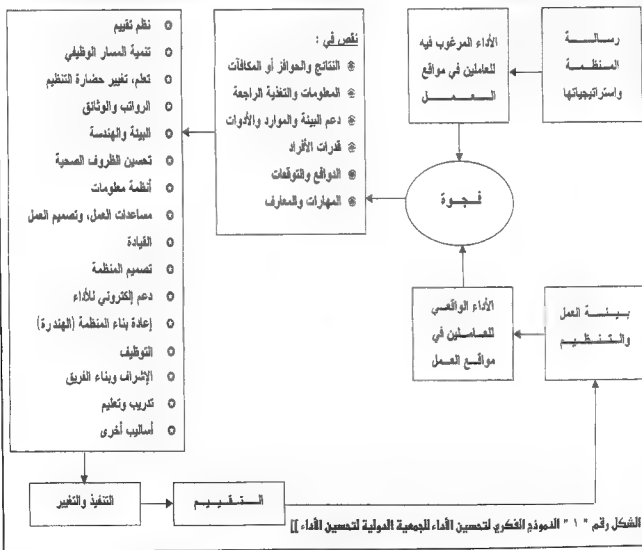 رسالة
المنظمة
واستراتيجياتها
الأداء المرغوب فيه
للعاملين في مواقع
العمل
فجوة
بيئة العمل
والتنظيم
الأداء الواقعي
للعاملين في
مواقع العمل
نقص في :
النتائج والحوافز أو المكافآت
المعلومات والتغذية الراجعة
دعم البيئة والموارد والأدوات
قدرات الأفراد
الدوافع والتوقعات
المهارات والمعارف
نظم تقييم
تنمية المسار الوظيفي
تعلم، تغيير حضارة التنظيم
الرواتب والوثائق
البيئة والهندسة
تحسين الظروف الصحية
أنظمة معلومات
مساعدات العمل، وتصميم العمل
القيادة
تصميم المنظمة
دعم إلكتروني للأداء
إعادة بناء المنظمة (الهندرة)
التوظيف
الإشراف وبناء الفريق
تدريب وتعليم
أساليب أخرى
التنفيذ والتغيير
التقييم
الشكل رقم " ١ " النموذج الفكري لتحسين الأداء للجمعية الدولية لتحسين الأداء ]]